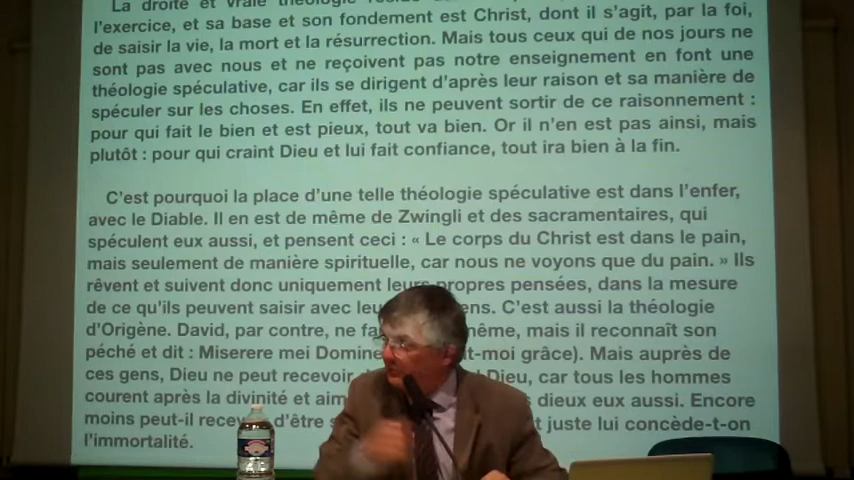 La droite et vraie théologie
l'exercice, et sa base et son fondement est Christ, dont il s'agit, par la foi,
de saisir la vie, la mort et la résurrection. Mais tous ceux qui de nos jours ne
sont pas avec nous et ne reçoivent pas notre enseignement en font une
théologie spéculative, car ils se dirigent d'après leur raison et sa manière de
spéculer sur les choses. En effet, ils ne peuvent sortir de ce raisonnement :
pour qui fait le bien et est pieux, tout va bien. Or il n'en est pas ainsi, mais
plutôt : pour qui craint Dieu et lui fait confiance, tout ira bien à la fin.
C'est pourquoi la place d'une telle théologie spéculative est dans l'enfer,
avec le Diable. Il en est de même de Zwingli et des sacramentaires, qui
spéculent eux aussi, et pensent ceci : « Le corps du Christ est dans le pain,
mais seulement de manière spirituelle, car nous ne voyons que du pain. » Ils
rêvent et suivent donc uniquement leurs propres pensées, dans la mesure
de ce qu'ils peuvent saisir avec leur sens. C'est aussi là la théologie
d'Origène. David, par contre, ne même, mais il reconnaît son
péché et dit : Miserere mei Domine -moi grâce). Mais auprès de
ces gens, Dieu ne peut recevoir Dieu, car tous les hommes
courent après la divinité et dieux eux aussi. Encore
moins peut-il d'être juste lui concède-t-on
l'immortalité.